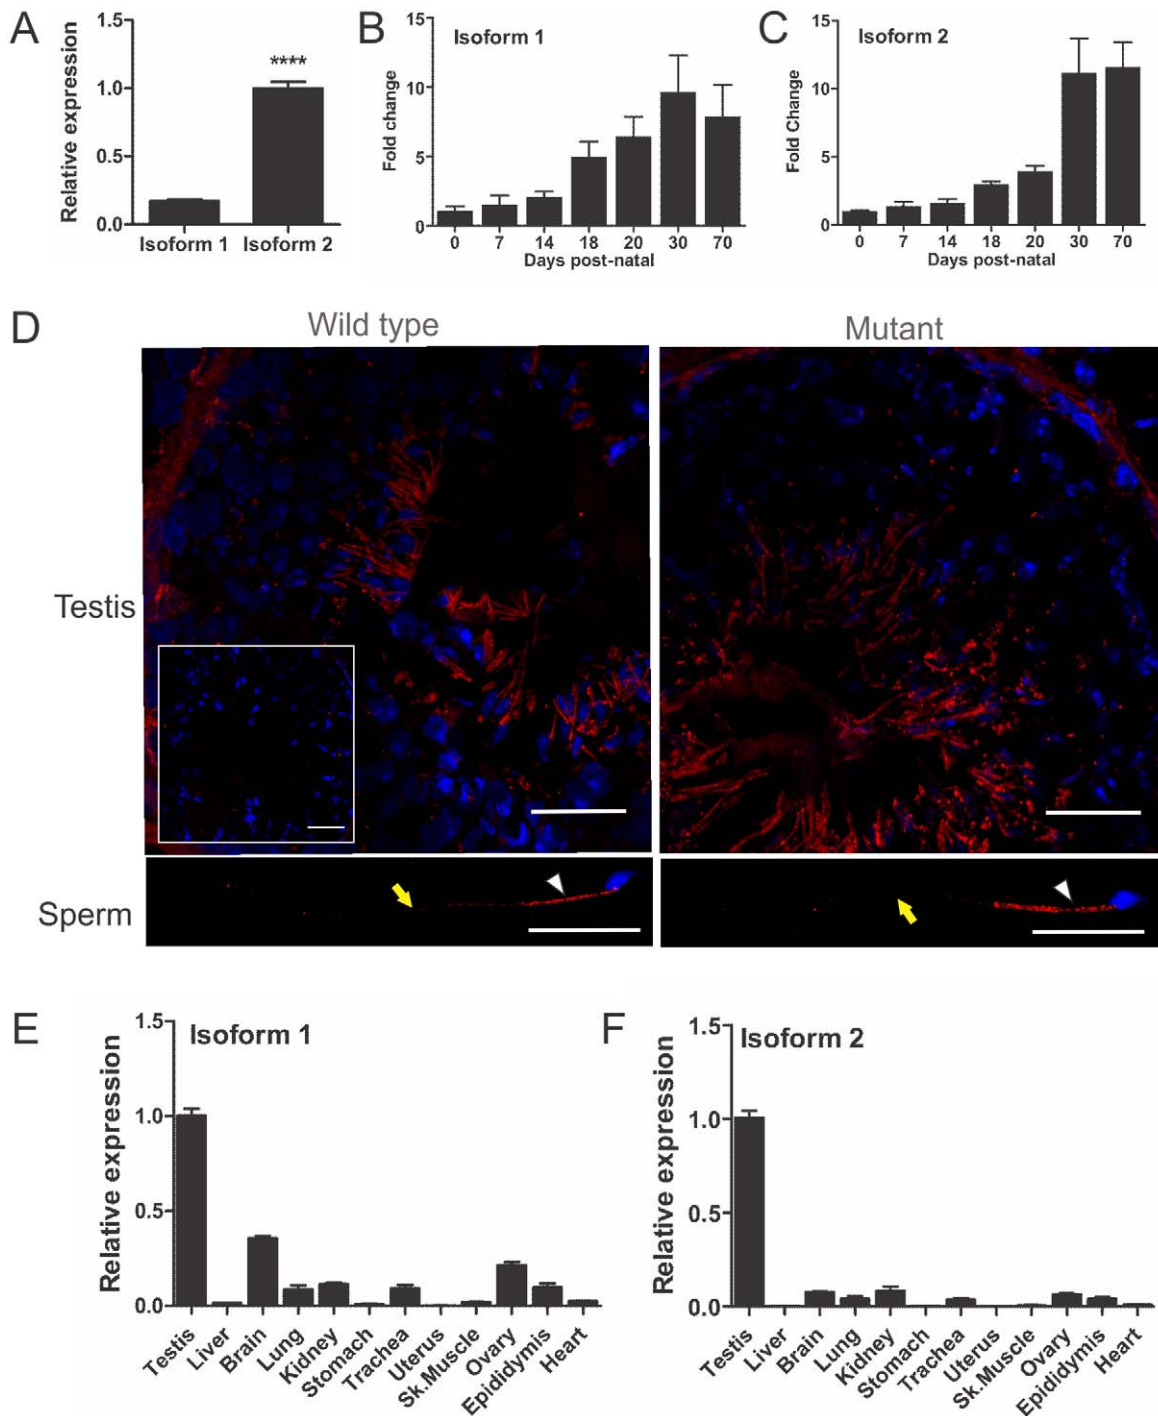 A
Relative expression
1.5
1.0
0.5
0.0
****
Isoform 1
Isoform 2
B
Isoform 1
Fold change
15
10
5
0
0 7 14 18 20 30 70
Days post-natal
C
Isoform 2
Fold Change
15
10
5
0
0 7 14 18 20 30 70
Days post-natal
D
Wild type
Mutant
Testis
Sperm
E
Isoform 1
Relative expression
1.5
1.0
0.5
0.0
Testis
Liver
Brain
Lung
Kidney
Stomach
Trachea
Uterus
Sk.Muscle
Ovary
Epididymis
Heart
F
Isoform 2
Relative expression
1.5
1.0
0.5
0.0
Testis
Liver
Brain
Lung
Kidney
Stomach
Trachea
Uterus
Sk.Muscle
Ovary
Epididymis
Heart